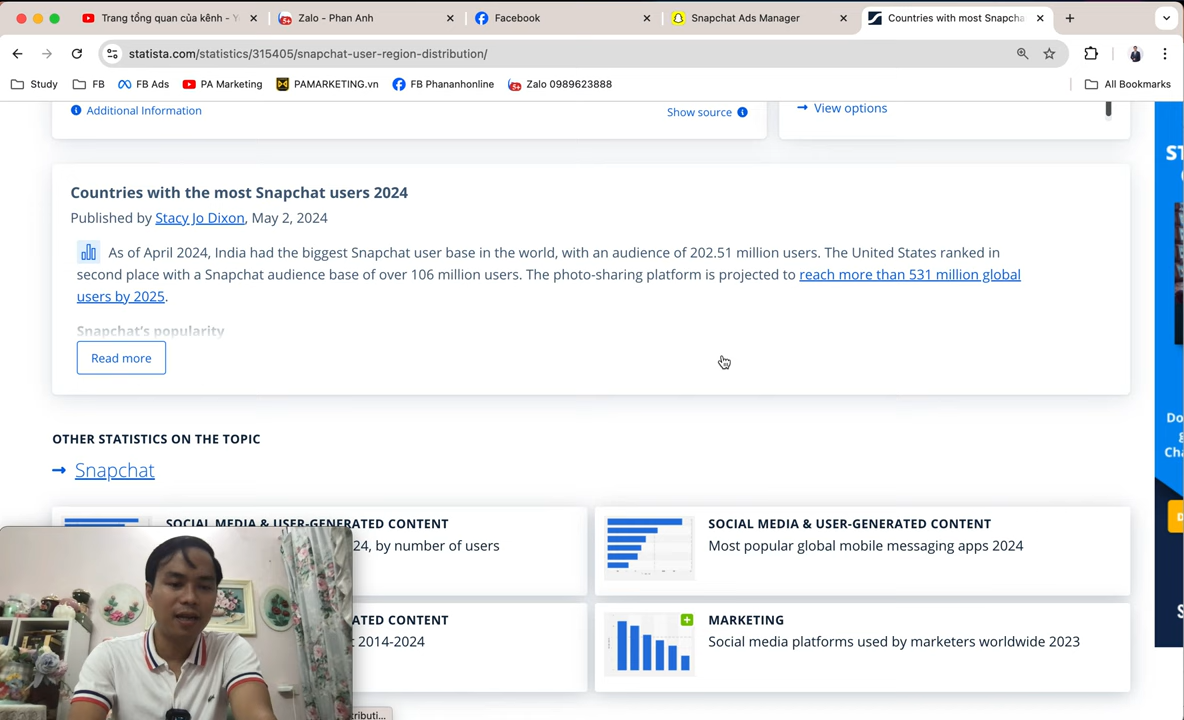 Trang tổng quan của kênh - Y
Zalo - Phan Anh
Facebook
Snapchat Ads Manager
Countries with most Snapcha
statista.com/statistics/315405/snapchat-user-region-distribution/
Study
FB
FB Ads
PA Marketing
PAMARKETING.vn
FB Phananhonline
Zalo 0989623888
All Bookmarks
Additional Information
Show source
View options
Countries with the most Snapchat users 2024
Published by Stacy Jo Dixon, May 2, 2024
As of April 2024, India had the biggest Snapchat user base in the world, with an audience of 202.51 million users. The United States ranked in
second place with a Snapchat audience base of over 106 million users. The photo-sharing platform is projected to reach more than 531 million global
users by 2025.
Snapchat's popularity
Read more
OTHER STATISTICS ON THE TOPIC
Snapchat
SOCIAL MEDIA & USER-GENERATED CONTENT
24, by number of users
SOCIAL MEDIA & USER-GENERATED CONTENT
Most popular global mobile messaging apps 2024
ATED CONTENT
t 2014-2024
MARKETING
Social media platforms used by marketers worldwide 2023